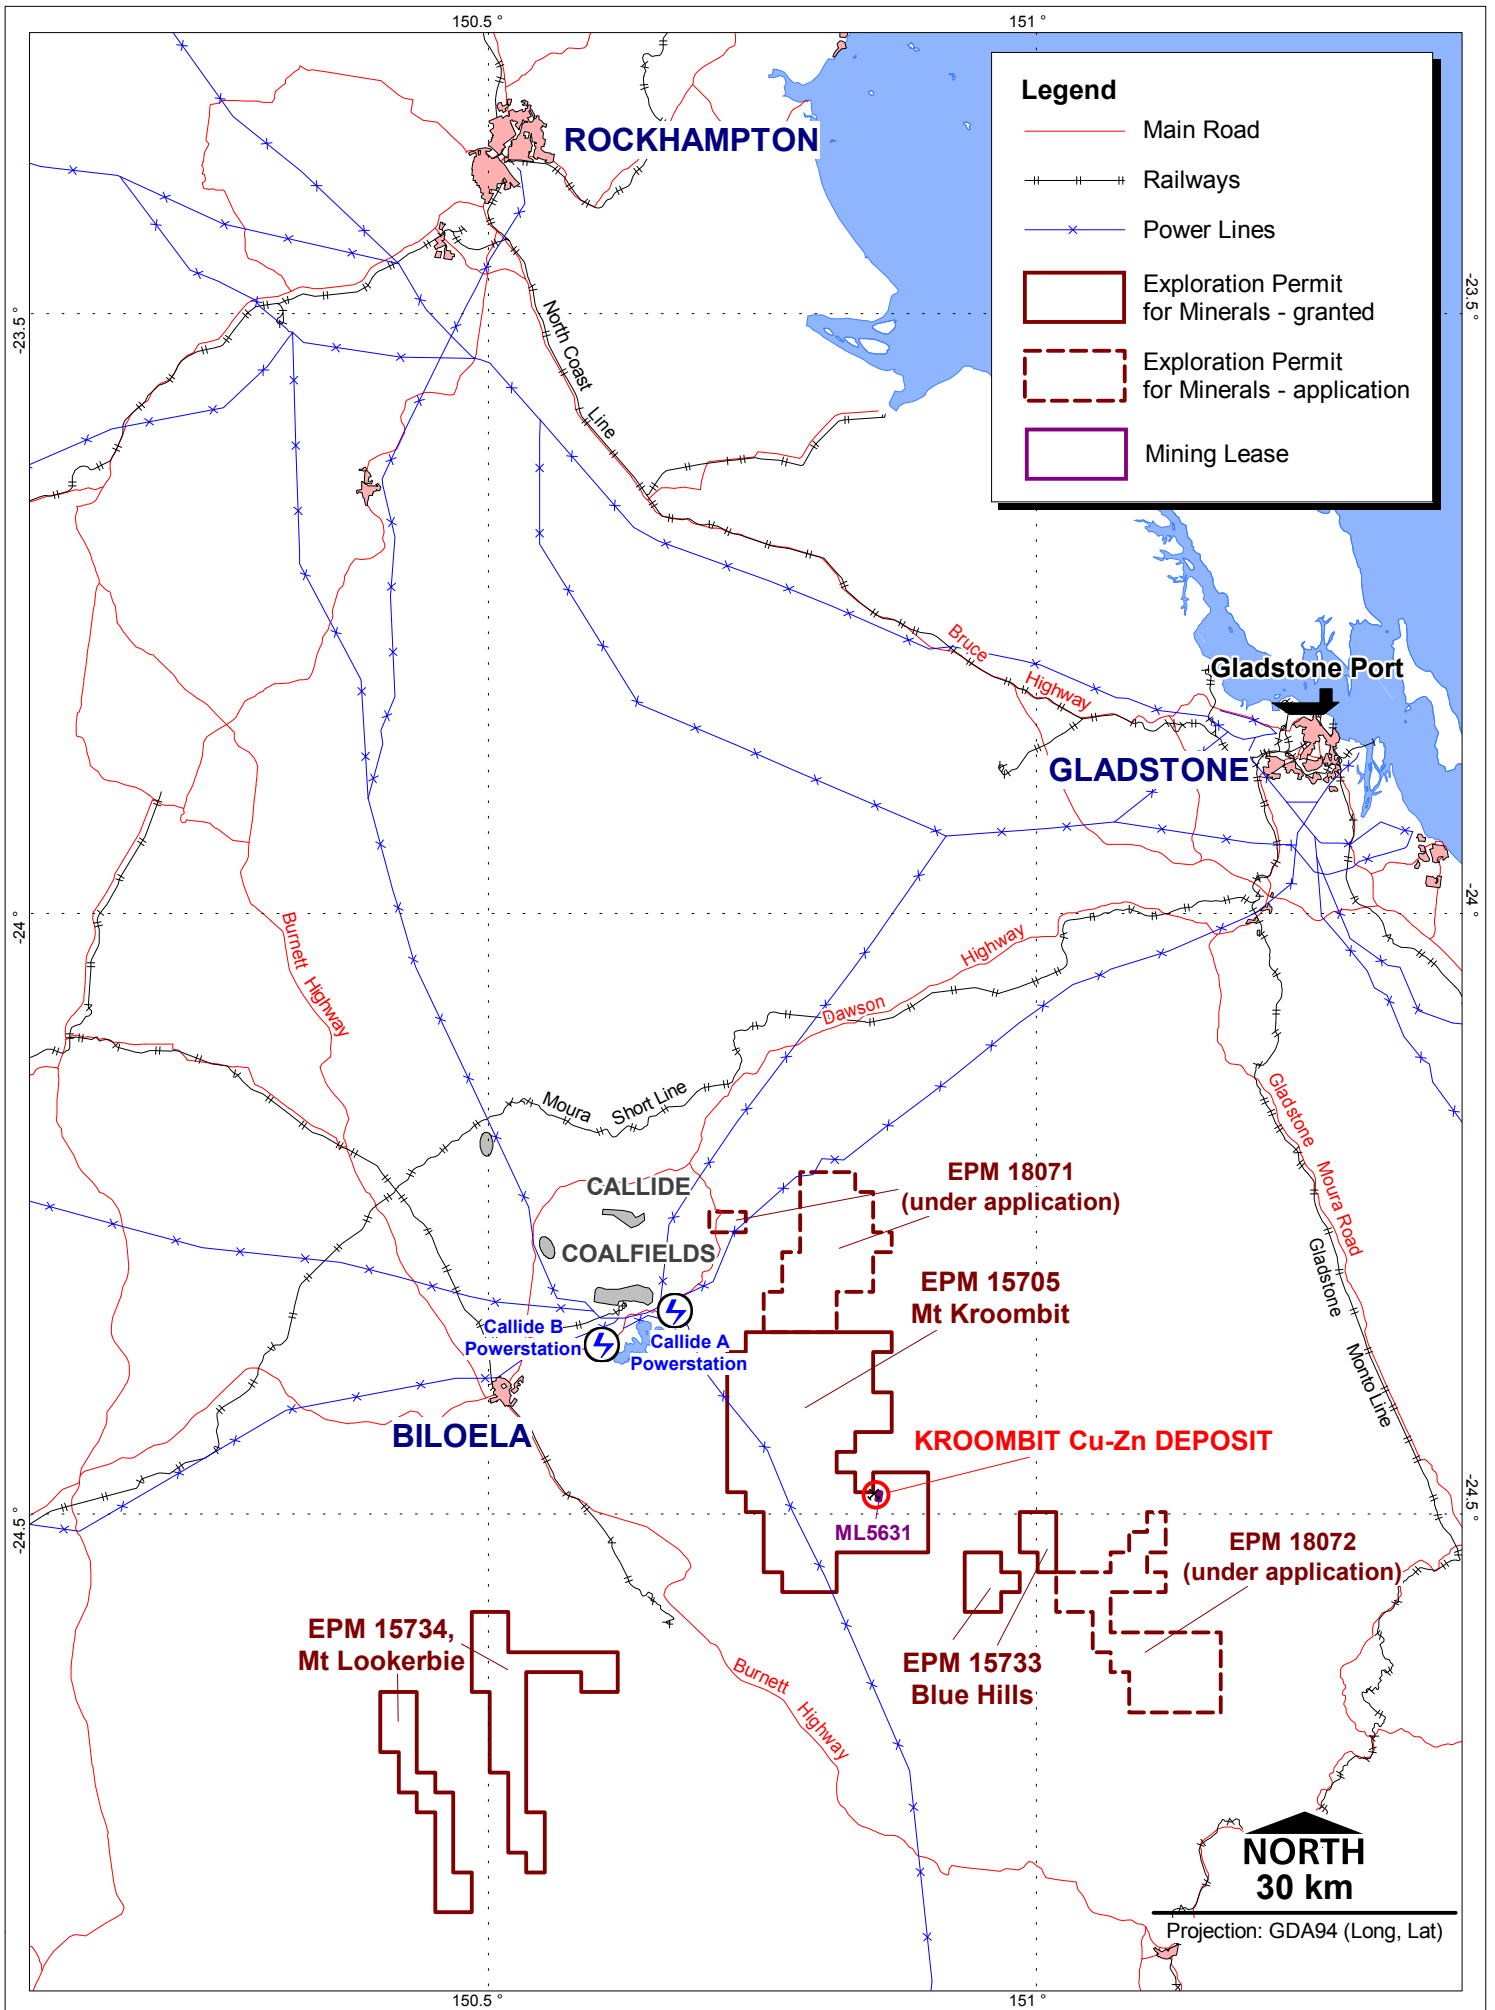 150.5 °
151 °
Legend
Main Road
Railways
Power Lines
Exploration Permit
for Minerals - granted
Exploration Permit
for Minerals - application
Mining Lease
ROCKHAMPTON
-23.5 °
-23.5 °
North Coast
Line
Bruce
Highway
Gladstone Port
GLADSTONE
-24 °
-24 °
Burnett
Highway
Highway
Dawson
Moura
Short Line
Gladstone
Moura Road
Gladstone
Monto Line
CALLIDE
COALFIELDS
EPM 18071
(under application)
EPM 15705
Mt Kroombit
Callide B
Powerstation
Callide A
Powerstation
BILOELA
KROOMBIT Cu-Zn DEPOSIT
ML5631
-24.5 °
-24.5 °
EPM 18072
(under application)
EPM 15734,
Mt Lookerbie
EPM 15733
Blue Hills
Burnett
Highway
NORTH
30 km
Projection: GDA94 (Long, Lat)
150.5 °
151 °